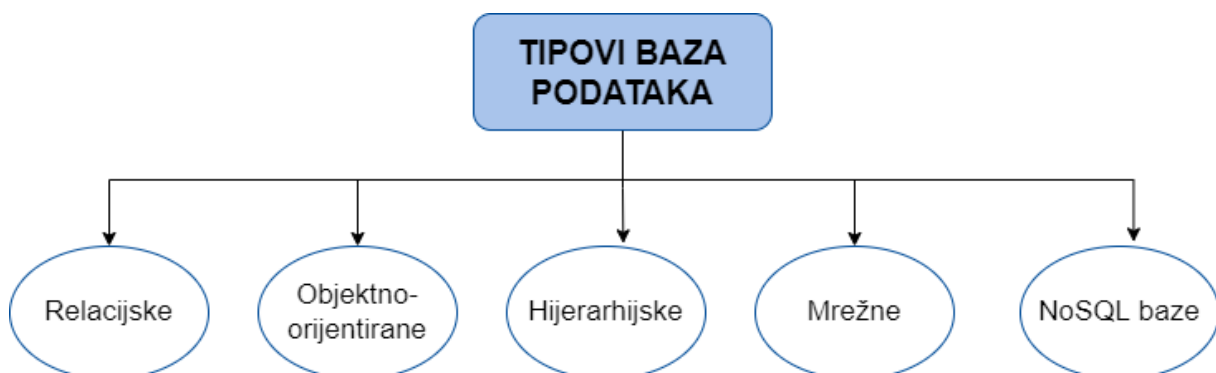 TIPOVI BAZA
PODATAKA
Relacijske
Objektno-
orijentirane
Hijerarhijske
Mrežne
NoSQL baze